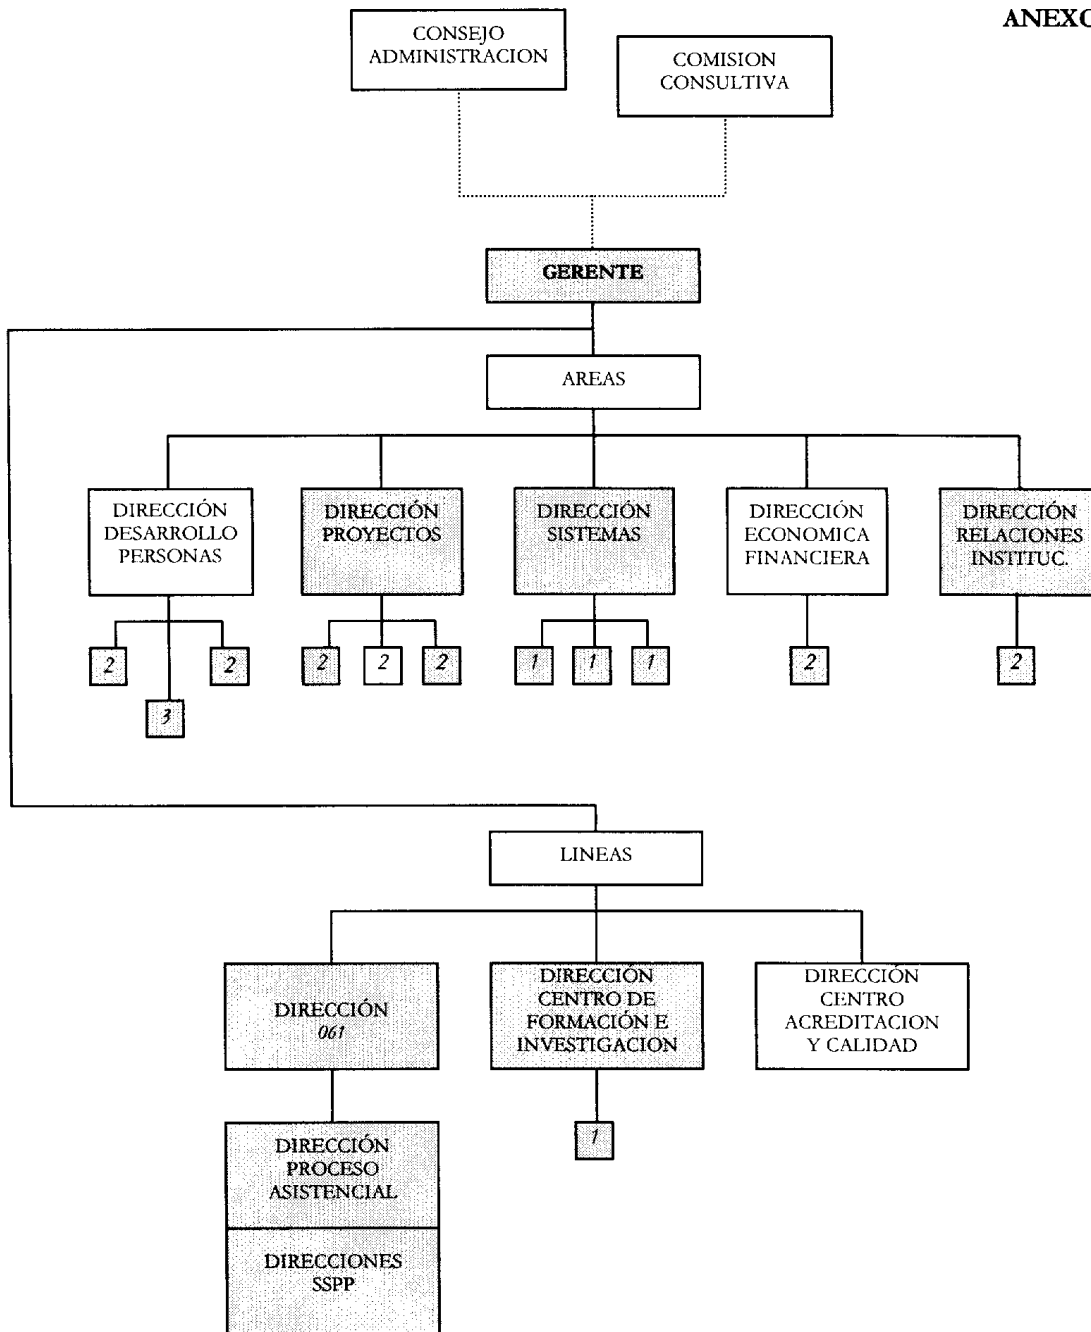 ANEXO
CONSEJO
ADMINISTRACION
COMISION
CONSULTIVA
GERENTE
AREAS
DIRECCIÓN
DESARROLLO
PERSONAS
DIRECCIÓN
PROYECTOS
DIRECCIÓN
SISTEMAS
DIRECCIÓN
ECONOMICA
FINANCIERA
DIRECCIÓN
RELACIONES
INSTITUC.
2
2
2
2
2
1
1
1
2
2
3
LINEAS
DIRECCIÓN
061
DIRECCIÓN
CENTRO DE
FORMACIÓN E
INVESTIGACION
DIRECCIÓN
CENTRO
ACREDITACION
Y CALIDAD
1
DIRECCIÓN
PROCESO
ASISTENCIAL
DIRECCIONES
SSPP